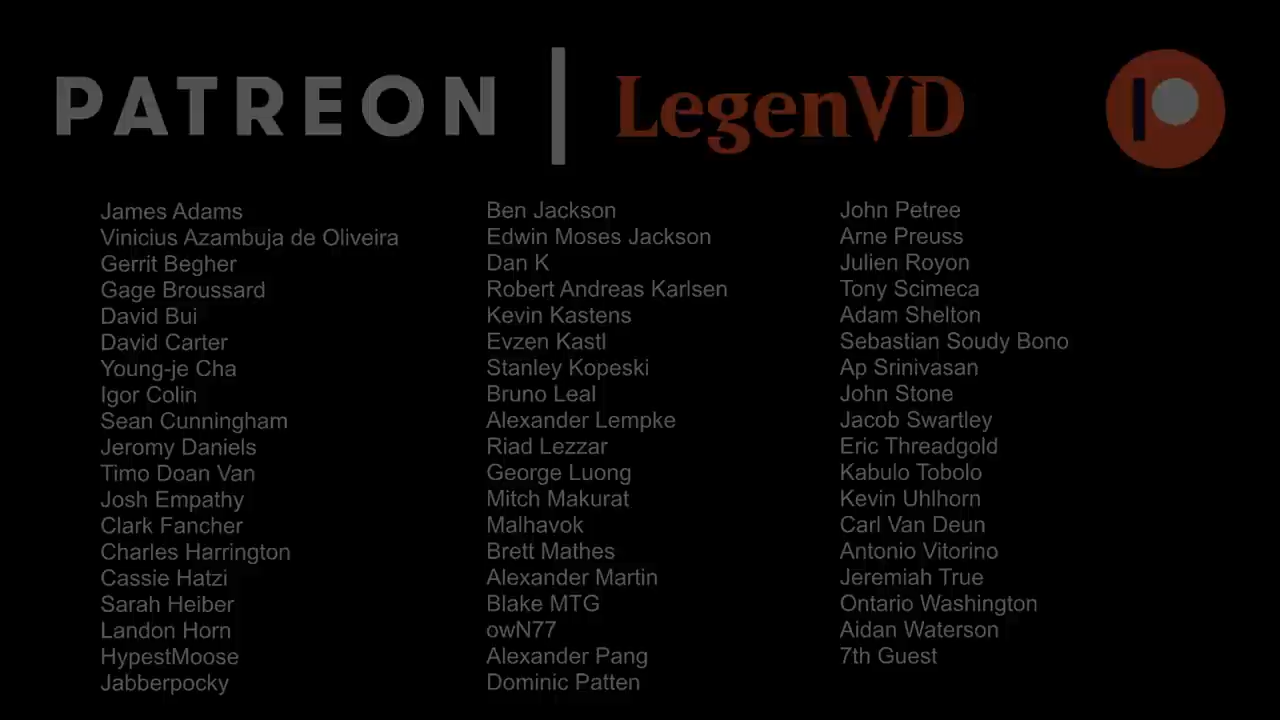 PATREON | LegenVD
James Adams
Vinicius Azambuja de Oliveira
Gerrit Begher
Gage Broussard
David Bui
David Carter
Young-je Cha
Igor Colin
Sean Cunningham
Jeromy Daniels
Timo Doan Van
Josh Empathy
Clark Fancher
Charles Harrington
Cassie Hatzi
Sarah Heiber
Landon Horn
HypestMoose
Jabberpocky
Ben Jackson
Edwin Moses Jackson
Dan K
Robert Andreas Karlsen
Kevin Kastens
Evzen Kastl
Stanley Kopeski
Bruno Leal
Alexander Lempke
Riad Lezzar
George Luong
Mitch Makurat
Malhavok
Brett Mathes
Alexander Martin
Blake MTG
owN77
Alexander Pang
Dominic Patten
John Petree
Arne Preuss
Julien Royon
Tony Scimeca
Adam Shelton
Sebastian Soudy Bono
Ap Srinivasan
John Stone
Jacob Swartley
Eric Threadgold
Kabulo Tobolo
Kevin Uhlhorn
Carl Van Deun
Antonio Vitorino
Jeremiah True
Ontario Washington
Aidan Waterson
7th Guest